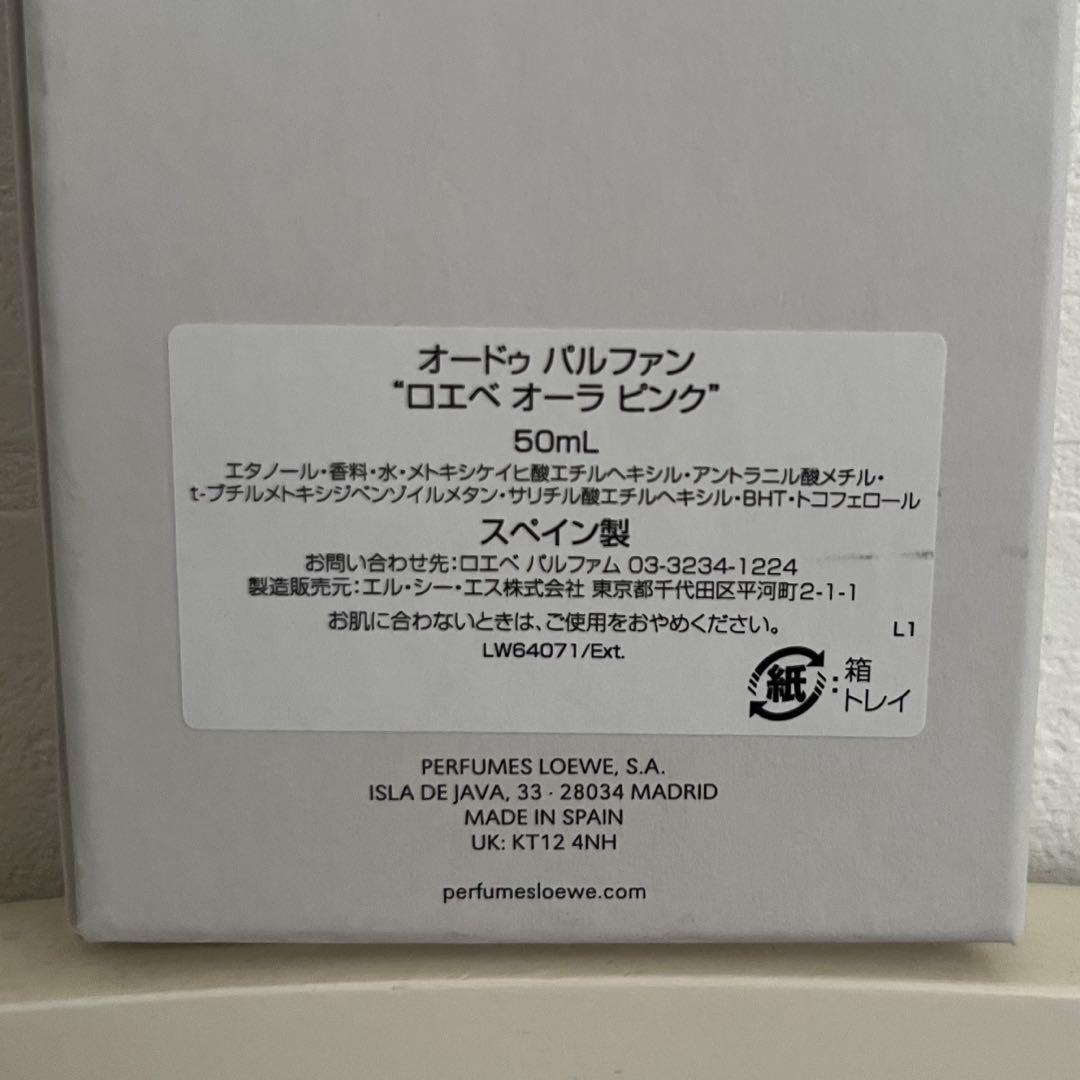 オードゥ パルファン
“ロエベ オーラ ピンク”
50mL
エタノール・香料・水・メトキシケイヒ酸エチルヘキシル・アントラニル酸メチル・
t-ブチルメトキシジベンゾイルメタン・サリチル酸エチルヘキシル・BHT・トコフェロール
スペイン製
お問い合わせ先：ロエベ パルファム 03-3234-1224
製造販売元：エル・シー・エス株式会社 東京都千代田区平河町2-1-1
お肌に合わないときは、ご使用をおやめください。
L1
LW64071/Ext.
紙：箱
トレイ
PERFUMES LOEWE, S.A.
ISLA DE JAVA, 33 · 28034 MADRID
MADE IN SPAIN
UK: KT12 4NH
perfumesloewe.com